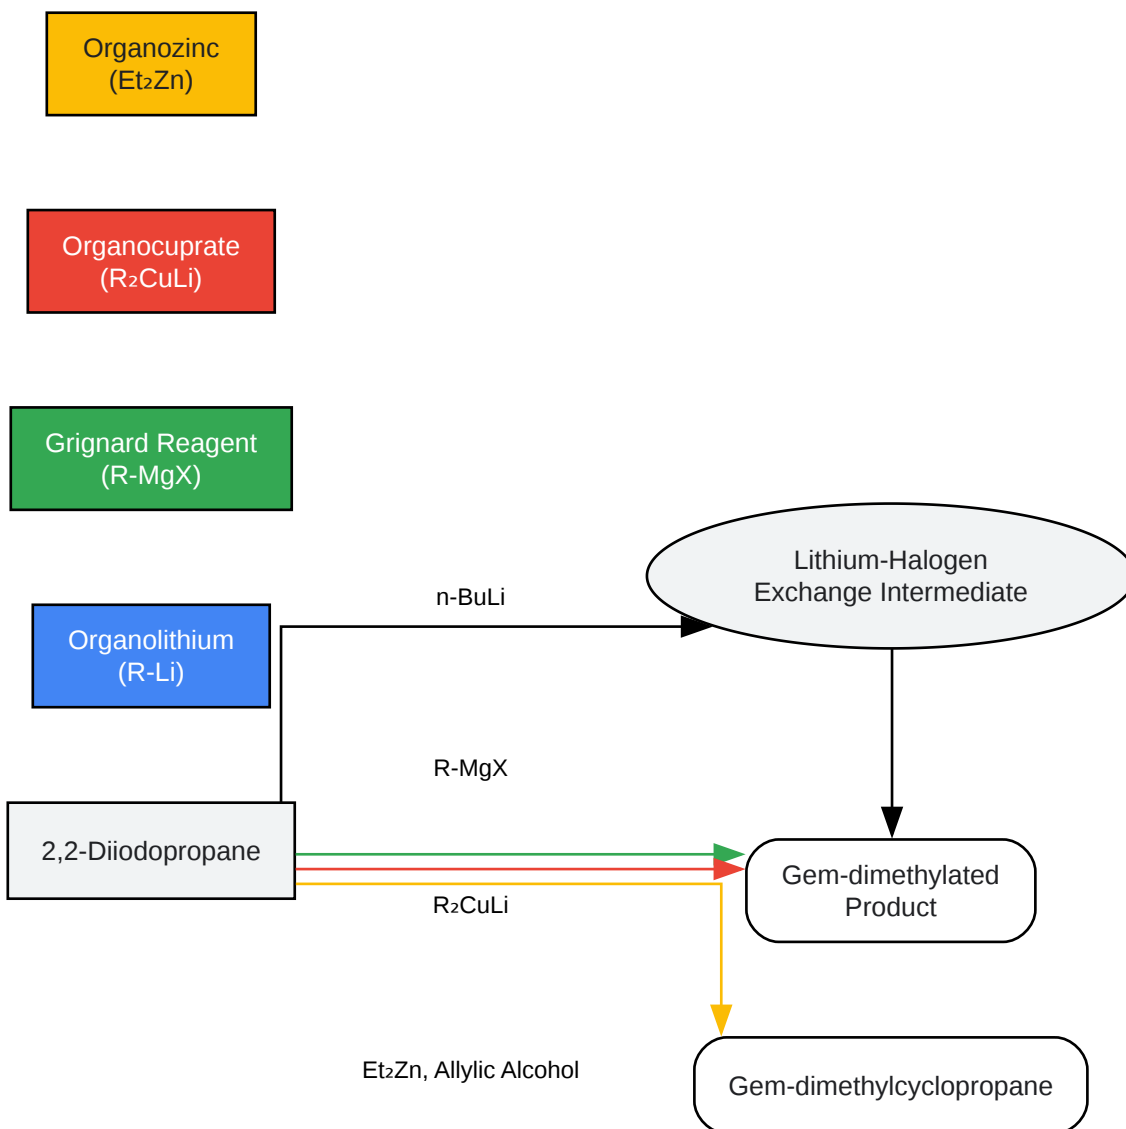 Organozinc
(Et₂Zn)
Organocuprate
(R₂CuLi)
Grignard Reagent
(R-MgX)
Lithium-Halogen
Exchange Intermediate
n-BuLi
Organolithium
(R-Li)
R-MgX
2,2-Diiodopropane
Gem-dimethylated
Product
R₂CuLi
Et₂Zn, Allylic Alcohol
Gem-dimethylcyclopropane